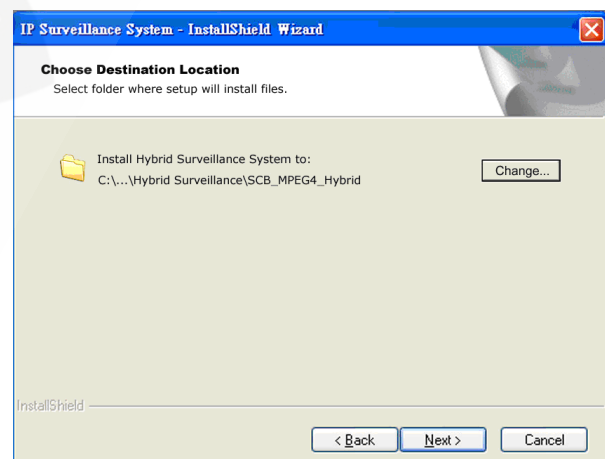 IP Surveillance System - InstallShield Wizard
Choose Destination Location
Select folder where setup will install files.
Install Hybrid Surveillance System to:
C:\...\Hybrid Surveillance\SCB_MPEG4_Hybrid
Change...
InstallShield
< Back
Next >
Cancel